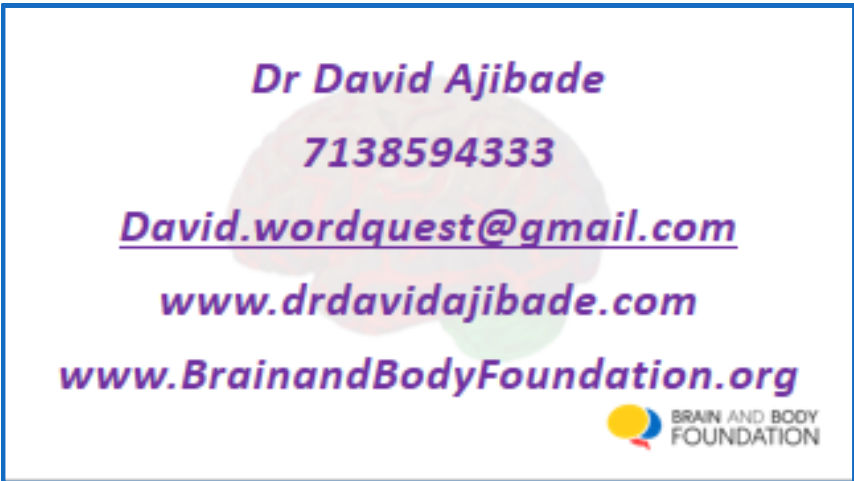 Dr David Ajibade
7138594333
David.wordquest@gmail.com
www.drdavidajibade.com
www.BrainandBodyFoundation.org
BRAIN AND BODY
FOUNDATION